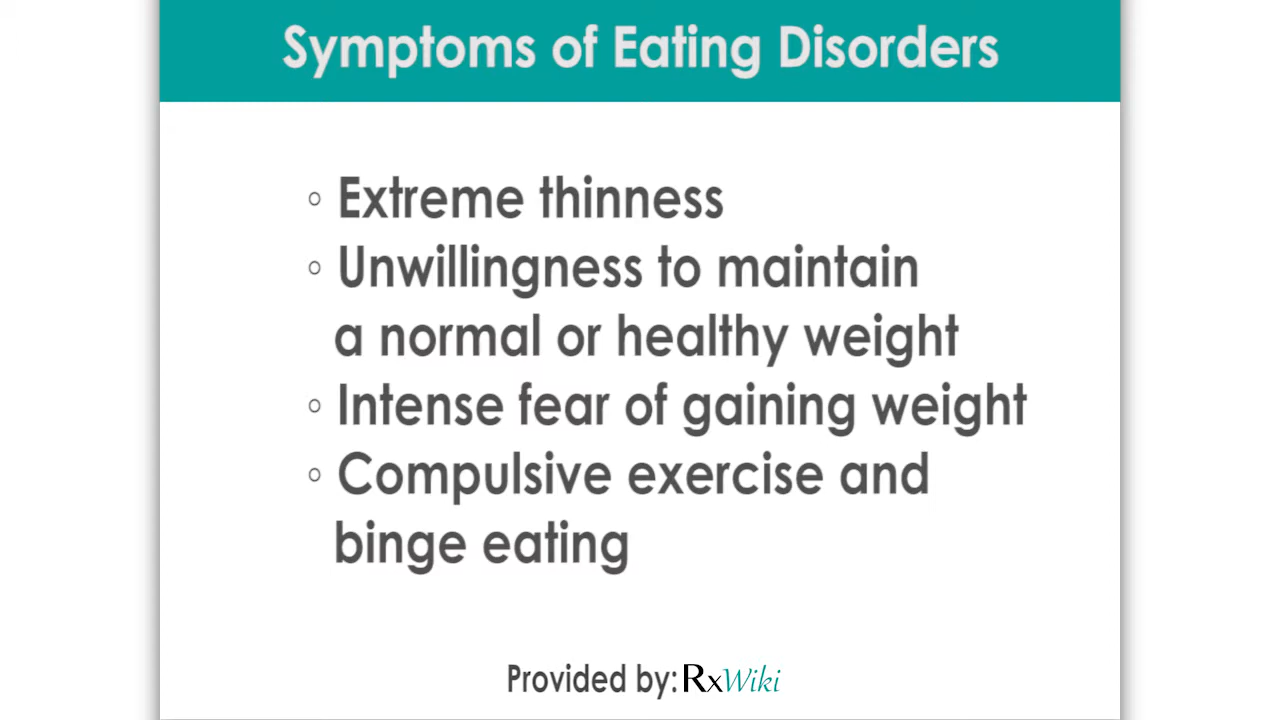 Symptoms of Eating Disorders
◦ Extreme thinness
◦ Unwillingness to maintain
a normal or healthy weight
◦ Intense fear of gaining weight
◦ Compulsive exercise and
binge eating
Provided by: RxWiki